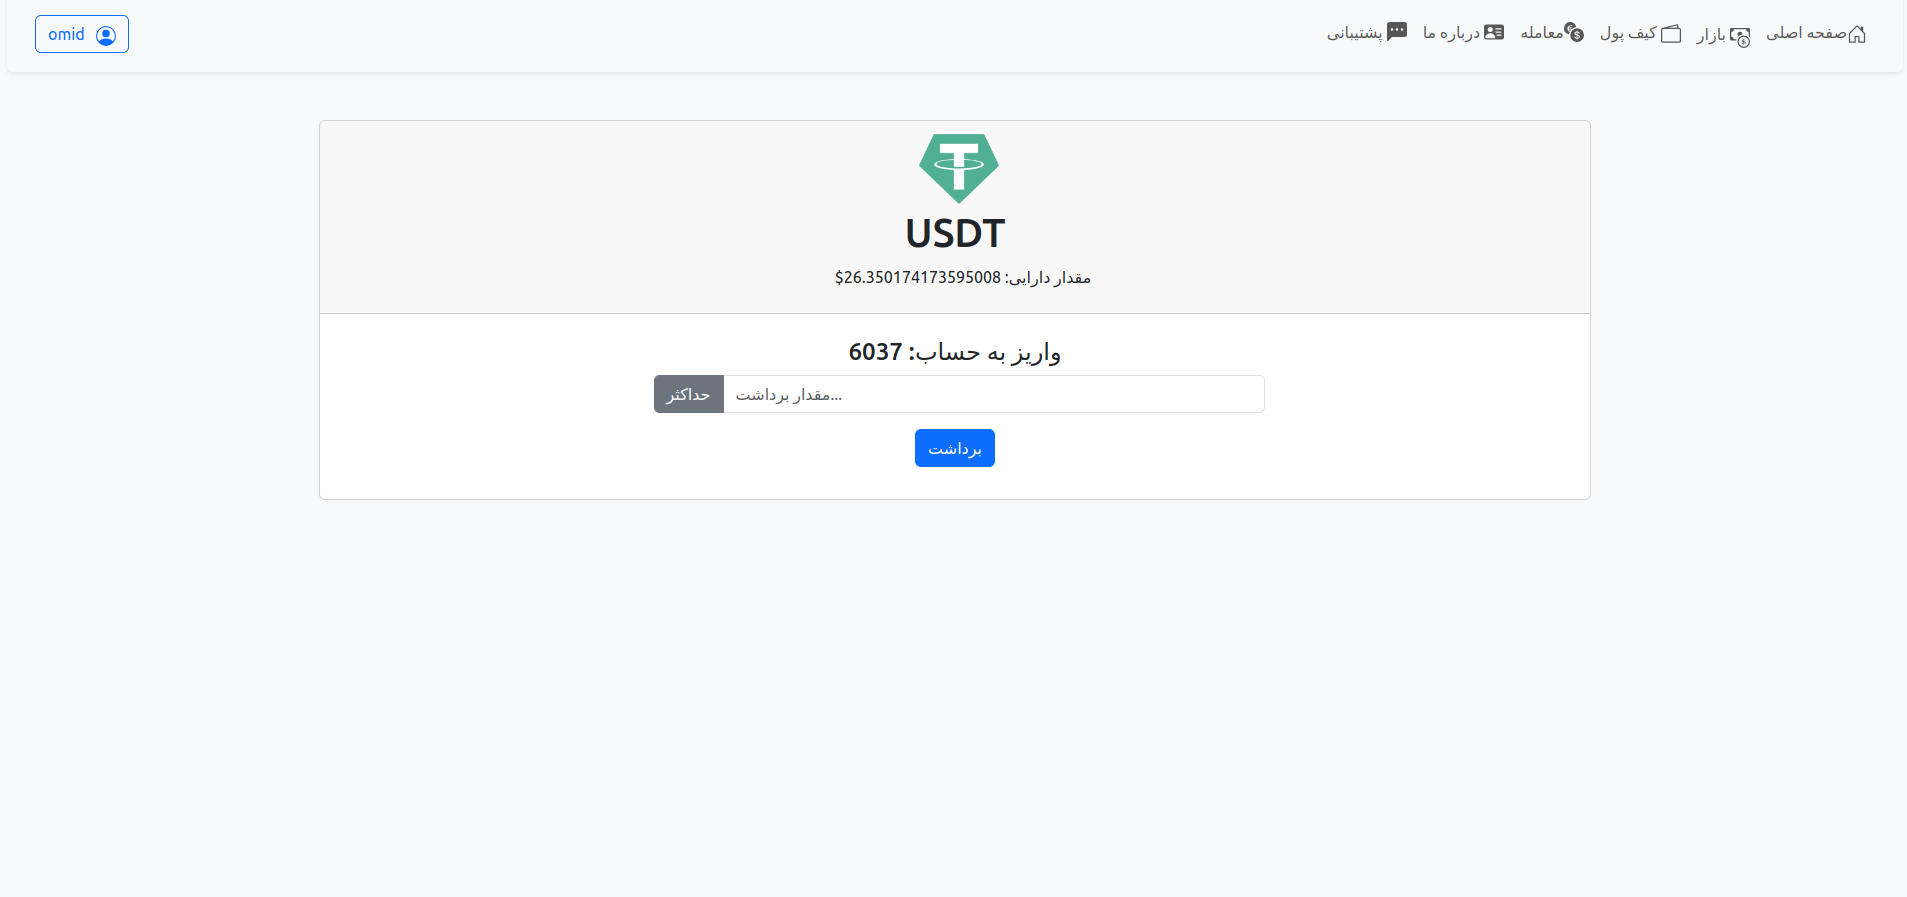 صفحه اصلی
بازار
کیف پول
معامله
درباره ما
پشتیبانی
omid
USDT
مقدار دارایی: 26.350174173595008$
واریز به حساب: 6037
مقدار برداشت...
حداکثر
برداشت